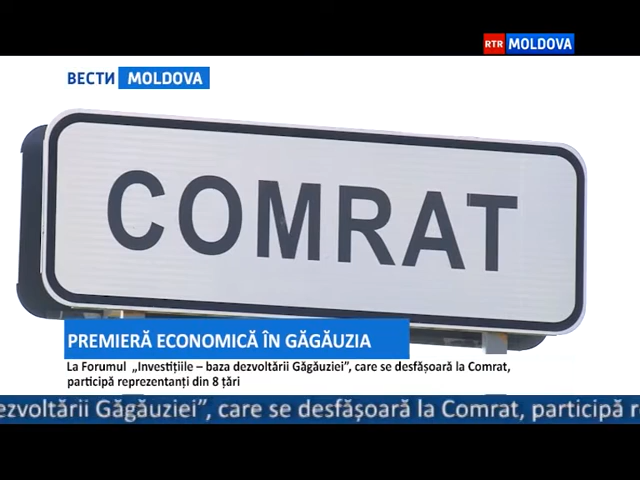 RTR MOLDOVA
ВЕСТИ MOLDOVA
COMRAT
PREMIERĂ ECONOMICĂ ÎN GĂGĂUZIA
La Forumul „Investițiile – baza dezvoltării Găgăuziei”, care se desfășoară la Comrat,
participă reprezentanți din 8 țări
ezvoltării Găgăuziei”, care se desfășoară la Comrat, participă r